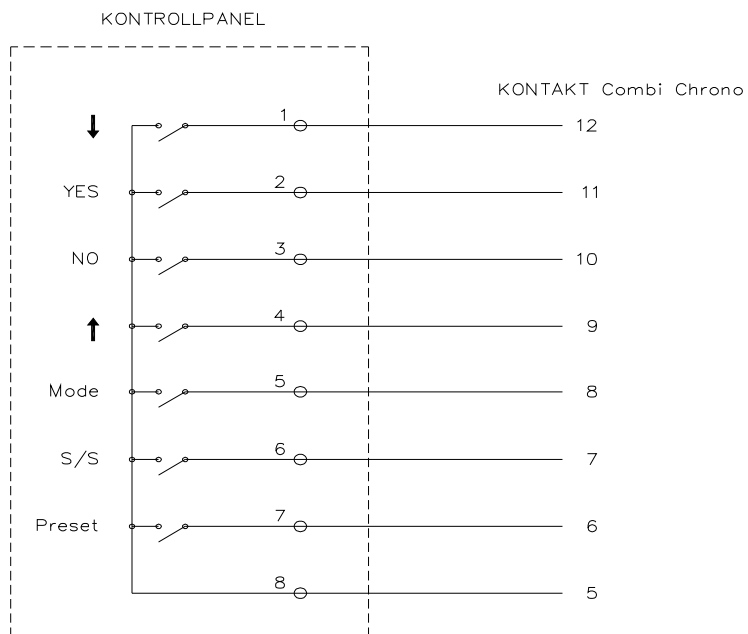 KONTROLLPANEL
KONTAKT Combi Chrono
1 12
YES 2 11
NO 3 10
4 9
Mode 5 8
S/S 6 7
Preset 7 6
8 5